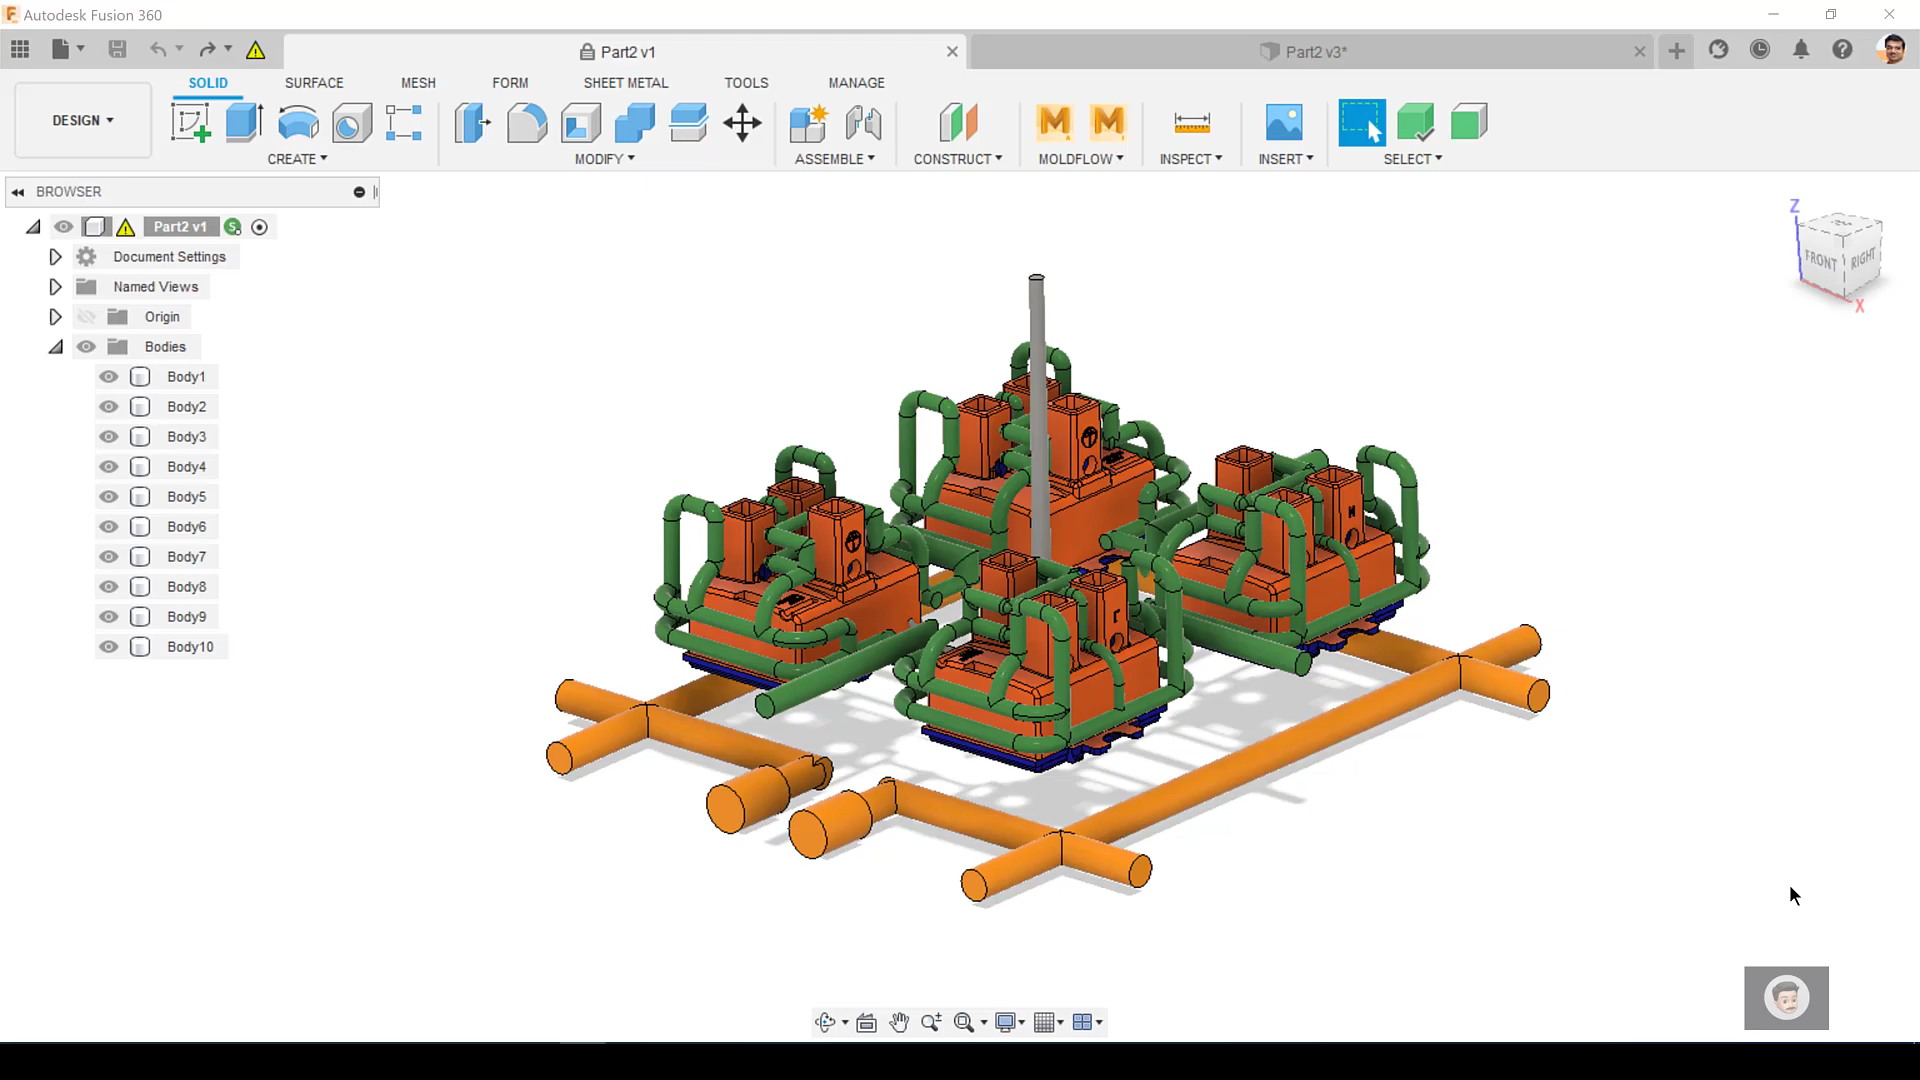 Autodesk Fusion 360
Part2 v1
Part2 v3*
SOLID
SURFACE
MESH
FORM
SHEET METAL
TOOLS
MANAGE
DESIGN
CREATE
MODIFY
ASSEMBLE
CONSTRUCT
MOLDFLOW
INSPECT
INSERT
SELECT
BROWSER
Part2 v1
Document Settings
Named Views
Origin
Bodies
Body1
Body2
Body3
Body4
Body5
Body6
Body7
Body8
Body9
Body10
Z
FRONT
RIGHT
X